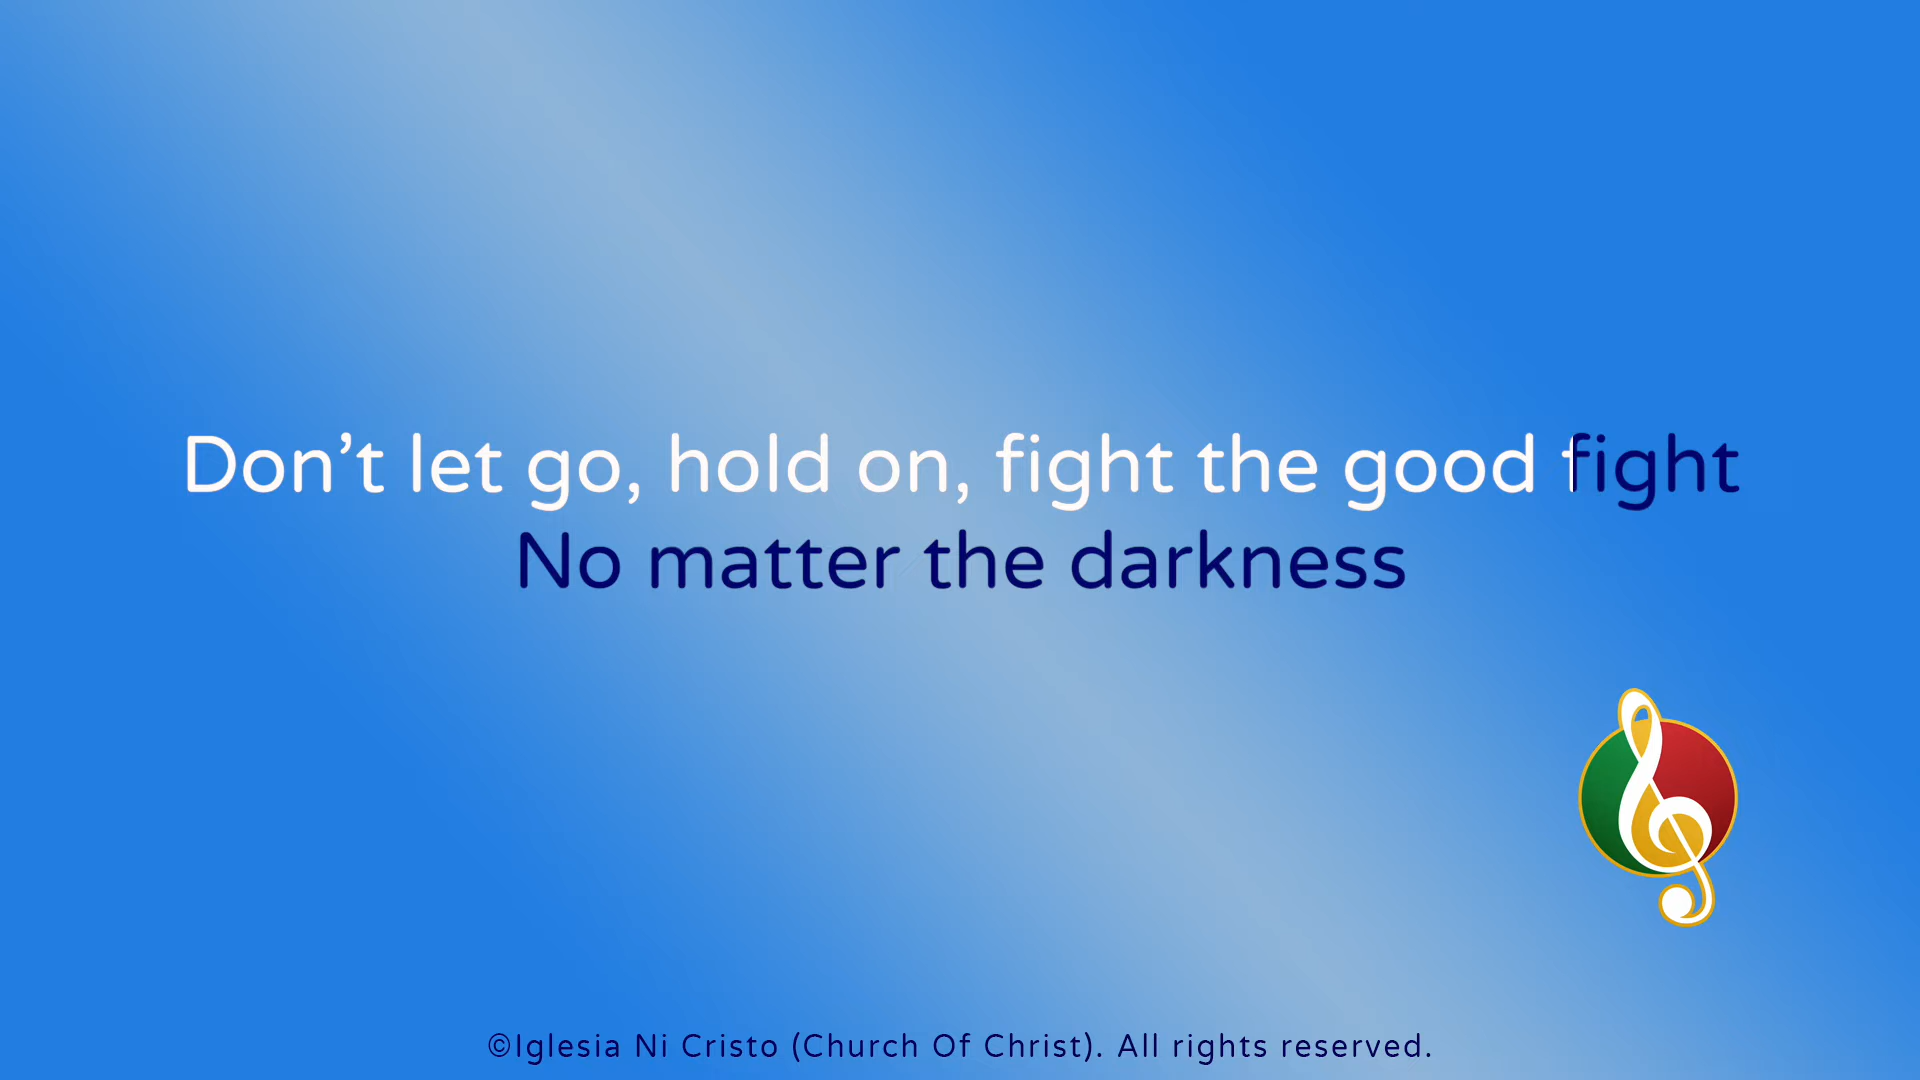 Don’t let go, hold on, fight the good fight
No matter the darkness
©Iglesia Ni Cristo (Church Of Christ). All rights reserved.